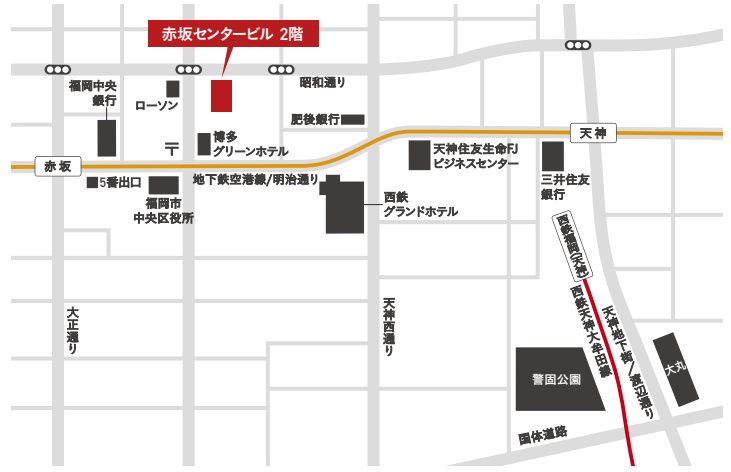 赤坂センタービル 2階
昭和通り
福岡中央
銀行
ローソン
肥後銀行
博多
グリーンホテル
〒
天神
天神住友生命FJ
ビジネスセンター
赤坂
5番出口
地下鉄空港線/明治通り
三井住友
銀行
福岡市
中央区役所
西鉄
グランドホテル
西鉄福岡(天神)
西鉄天神大牟田線
天神地下街/渡辺通り
大正通り
天神西通り
大丸
警固公園
国体道路